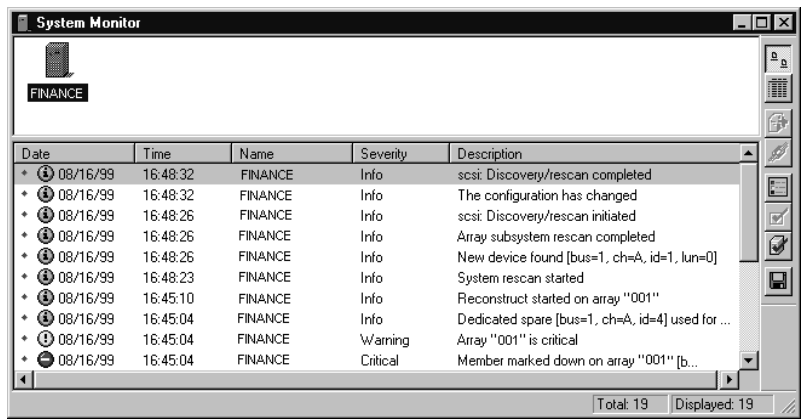 System Monitor
FINANCE
Date Time Name Severity Description
08/16/99 16:48:32 FINANCE Info scsi: Discovery/rescan completed
08/16/99 16:48:32 FINANCE Info The configuration has changed
08/16/99 16:48:26 FINANCE Info scsi: Discovery/rescan initiated
08/16/99 16:48:26 FINANCE Info Array subsystem rescan completed
08/16/99 16:48:26 FINANCE Info New device found [bus=1, ch=A, id=1, lun=0]
08/16/99 16:48:23 FINANCE Info System rescan started
08/16/99 16:45:10 FINANCE Info Reconstruct started on array "001"
08/16/99 16:45:04 FINANCE Info Dedicated spare [bus=1, ch=A, id=4] used for ...
08/16/99 16:45:04 FINANCE Warning Array "001" is critical
08/16/99 16:45:04 FINANCE Critical Member marked down on array "001" [b...
Total: 19 Displayed: 19